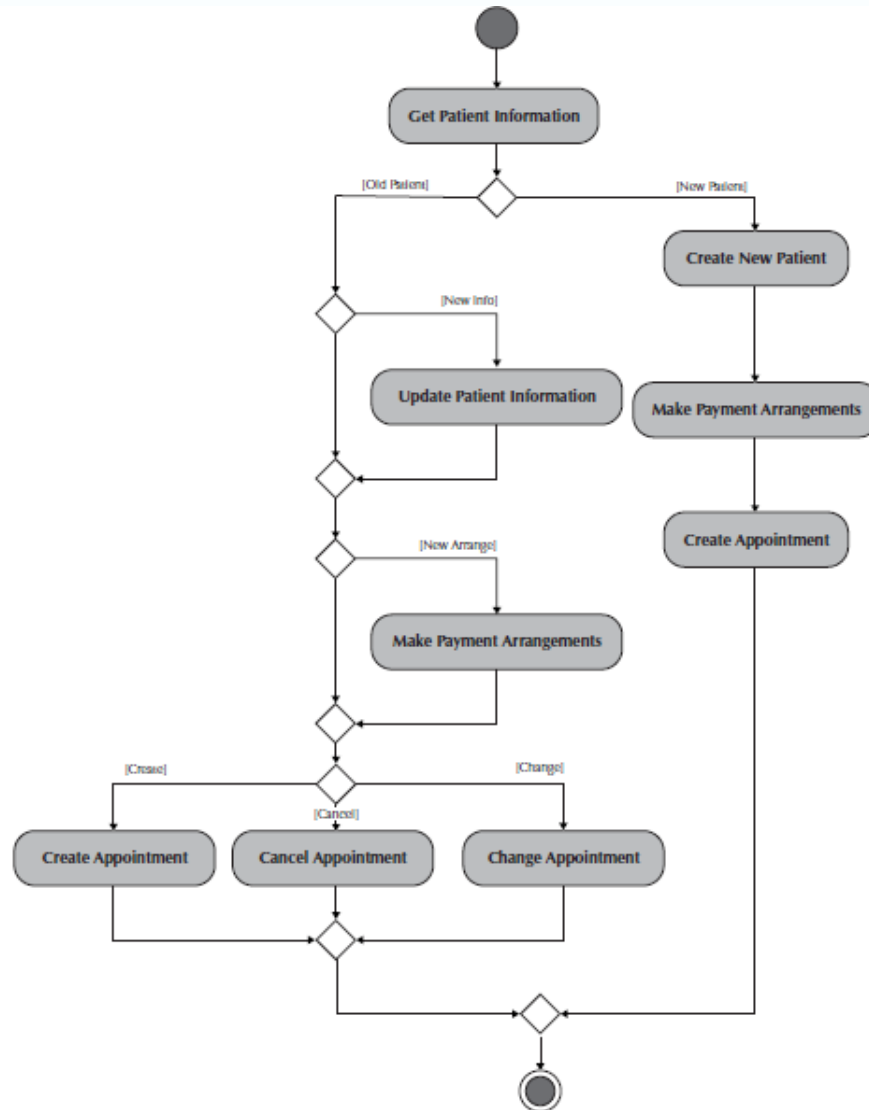 Get Patient Information
[Old Patient]
[New Patient]
Create New Patient
[New Info]
Update Patient Information
Make Payment Arrangements
Create Appointment
[New Arrange]
Make Payment Arrangements
[Create]
[Change]
[Cancel]
Create Appointment
Cancel Appointment
Change Appointment